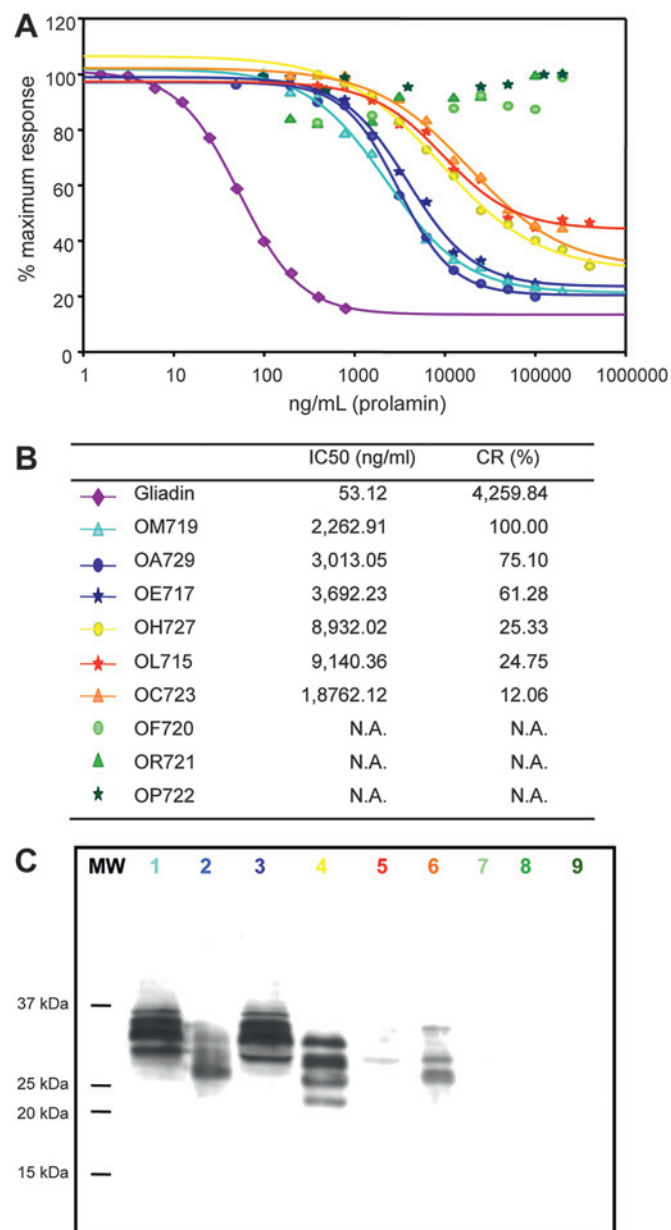 A
% maximum response
120
100
80
60
40
20
0
1 10 100 1000 10000 100000 1000000
ng/mL (prolamin)
B
IC50 (ng/ml) CR (%)
Gliadin 53.12 4,259.84
OM719 2,262.91 100.00
OA729 3,013.05 75.10
OE717 3,692.23 61.28
OH727 8,932.02 25.33
OL715 9,140.36 24.75
OC723 1,8762.12 12.06
OF720 N.A. N.A.
OR721 N.A. N.A.
OP722 N.A. N.A.
C
MW 1 2 3 4 5 6 7 8 9
37 kDa
25 kDa
20 kDa
15 kDa